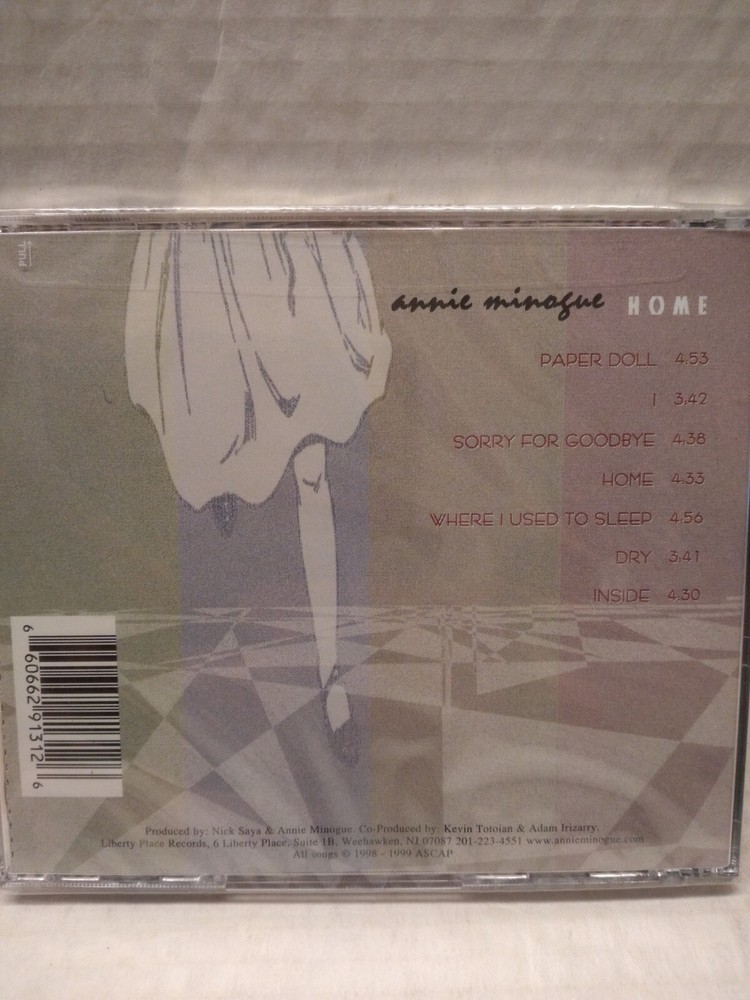 PULL
annie minogue HOME
PAPER DOLL 4:53
I 3:42
SORRY FOR GOODBYE 4:38
HOME 4:33
WHERE I USED TO SLEEP 4:56
DRY 3:41
INSIDE 4:30
6 60662 91312 6
Produced by: Nick Saya & Annie Minogue. Co-Produced by: Kevin Totoian & Adam Irizarry.
Liberty Place Records, 6 Liberty Place, Suite 1B, Weehawken, NJ 07087 201-223-4551 www.annieminogue.com
All songs © 1998 - 1999 ASCAP